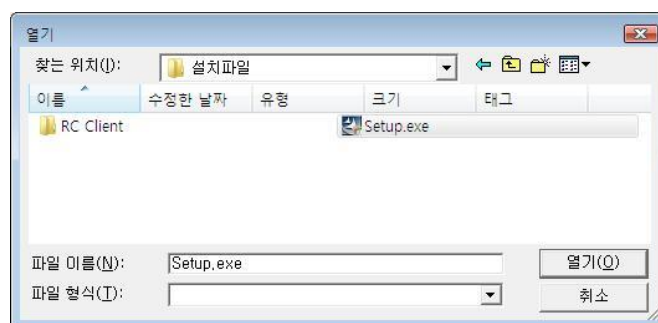 열기
찾는 위치(I): 설치파일
이름 수정한 날짜 유형 크기 태그
RC Client Setup.exe
파일 이름(N): Setup.exe 열기(O)
파일 형식(T): 취소